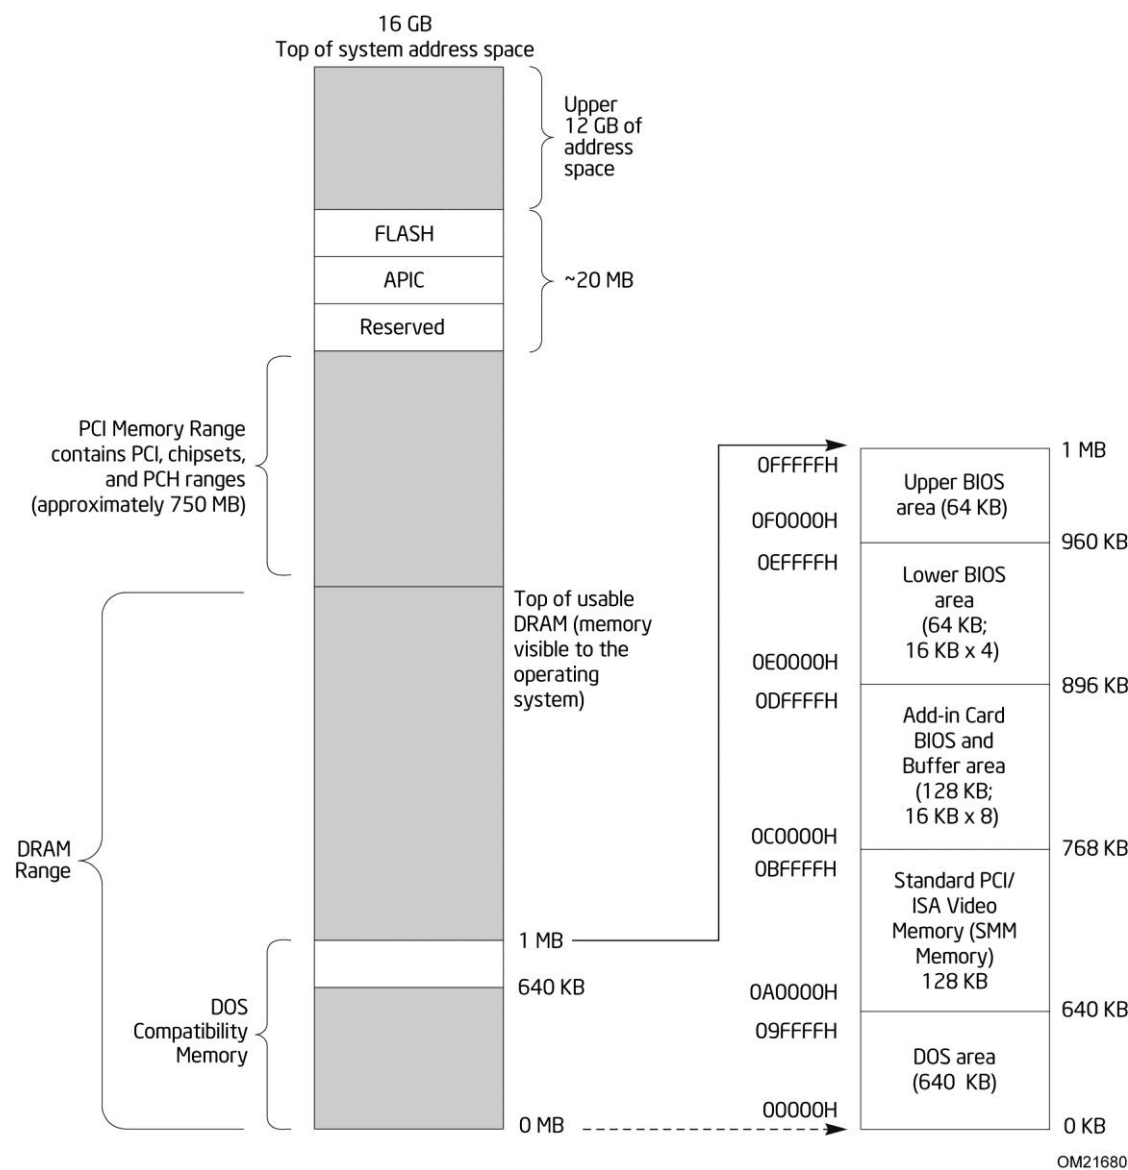 16 GB
Top of system address space
Upper
12 GB of
address
space
FLASH
APIC
~20 MB
Reserved
PCI Memory Range
contains PCI, chipsets,
and PCH ranges
(approximately 750 MB)
Top of usable
DRAM (memory
visible to the
operating
system)
DRAM
Range
1 MB
640 KB
DOS
Compatibility
Memory
0 MB
0FFFFFH
0F0000H
0EFFFFH
0E0000H
0DFFFFH
0C0000H
0BFFFFH
0A0000H
09FFFFH
00000H
Upper BIOS
area (64 KB)
Lower BIOS
area
(64 KB;
16 KB x 4)
Add-in Card
BIOS and
Buffer area
(128 KB;
16 KB x 8)
Standard PCI/
ISA Video
Memory (SMM
Memory)
128 KB
DOS area
(640 KB)
1 MB
960 KB
896 KB
768 KB
640 KB
0 KB
OM21680